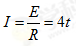 I = E/R = 4t